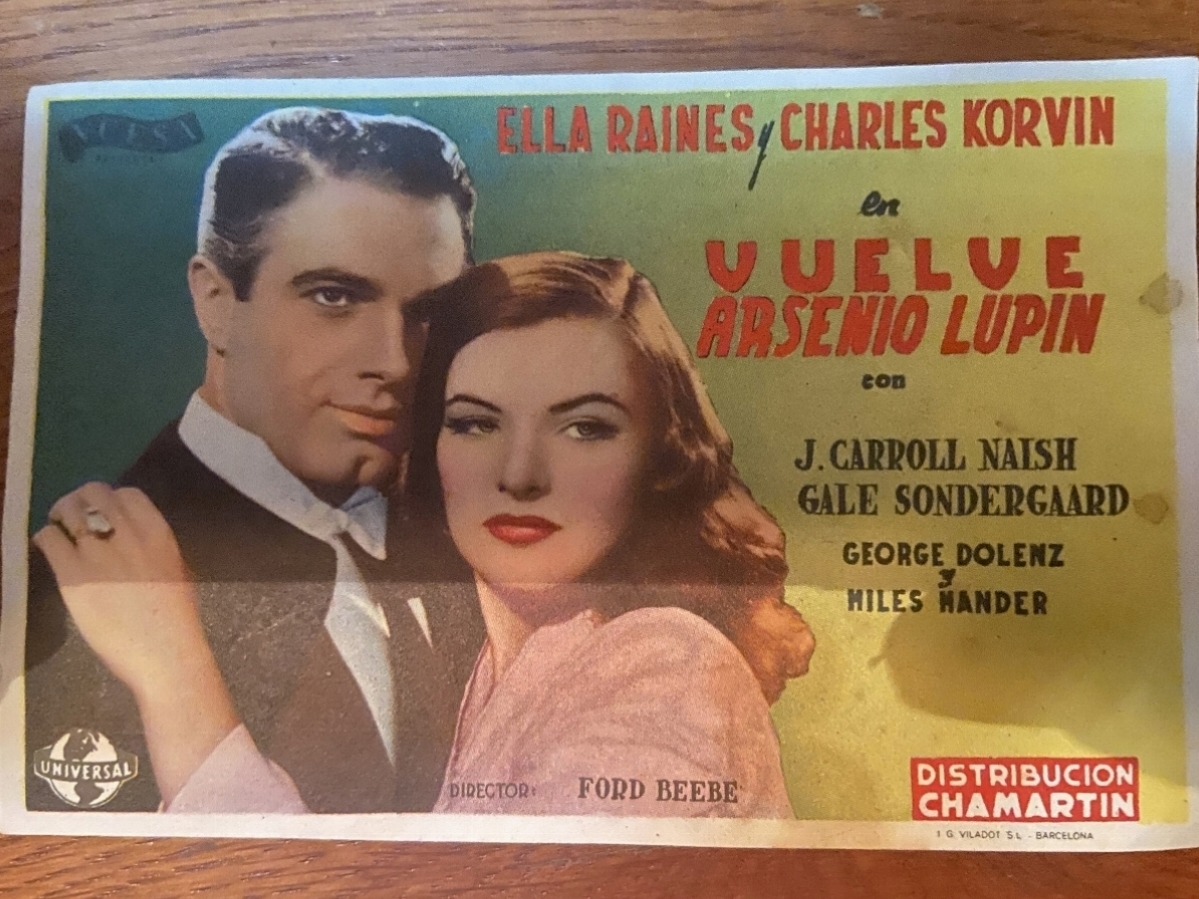 ELLA RAINES y CHARLES KORVIN
en
VUELVE
ARSENIO LUPIN
con
J. CARROLL NAISH
GALE SONDERGAARD
GEORGE DOLENZ
y
MILES MANDER
UNIVERSAL
DIRECTOR: FORD BEEBE
DISTRIBUCION
CHAMARTIN
I G. VILADOT S L - BARCELONA